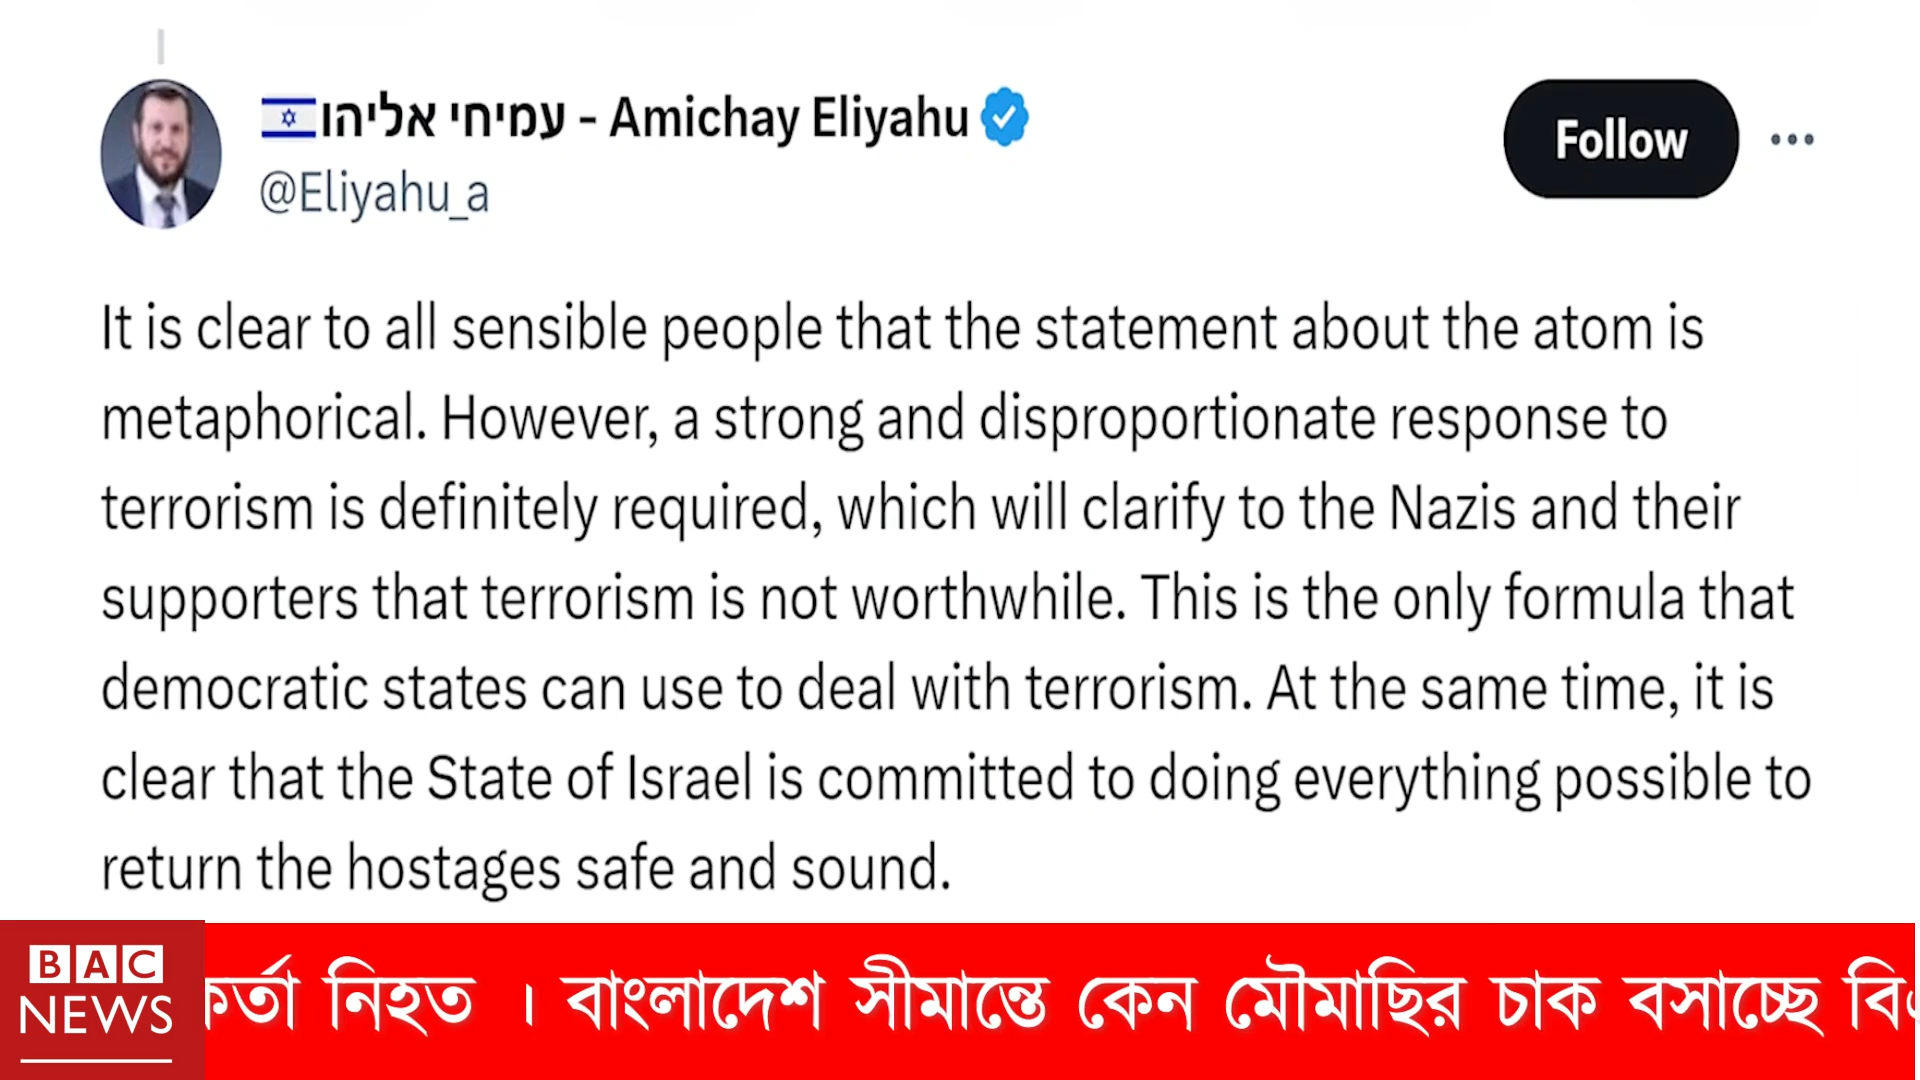 עמיחי אליהו - Amichay Eliyahu
@Eliyahu_a
Follow
It is clear to all sensible people that the statement about the atom is
metaphorical. However, a strong and disproportionate response to
terrorism is definitely required, which will clarify to the Nazis and their
supporters that terrorism is not worthwhile. This is the only formula that
democratic states can use to deal with terrorism. At the same time, it is
clear that the State of Israel is committed to doing everything possible to
return the hostages safe and sound.
BAC
NEWS
কর্তা নিহত । বাংলাদেশ সীমান্তে কেন মৌমাছির চাক বসাচ্ছে